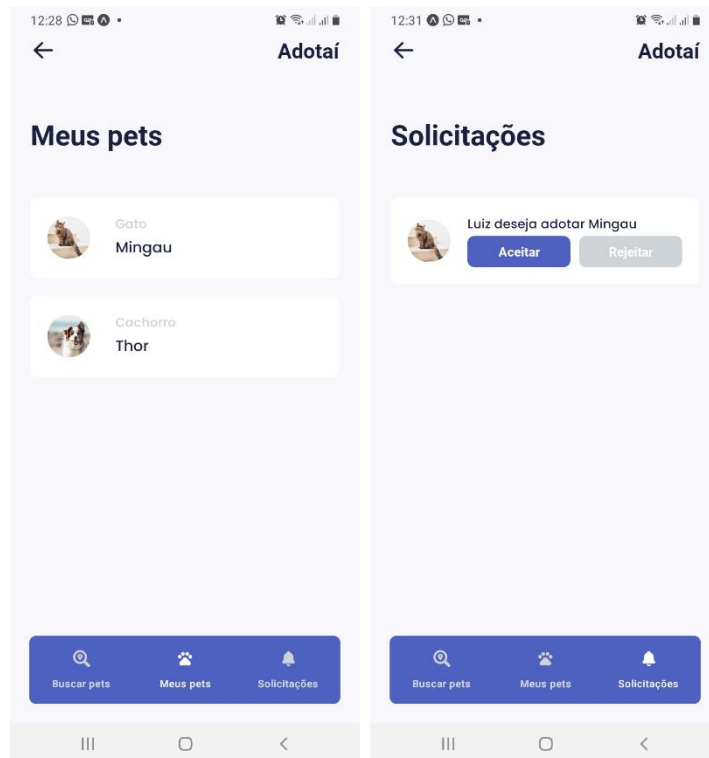 12:28
Adotaí
Meus pets
Gato
Mingau
Cachorro
Thor
Buscar pets
Meus pets
Solicitações
12:31
Adotaí
Solicitações
Luiz deseja adotar Mingau
Aceitar
Rejeitar
Buscar pets
Meus pets
Solicitações